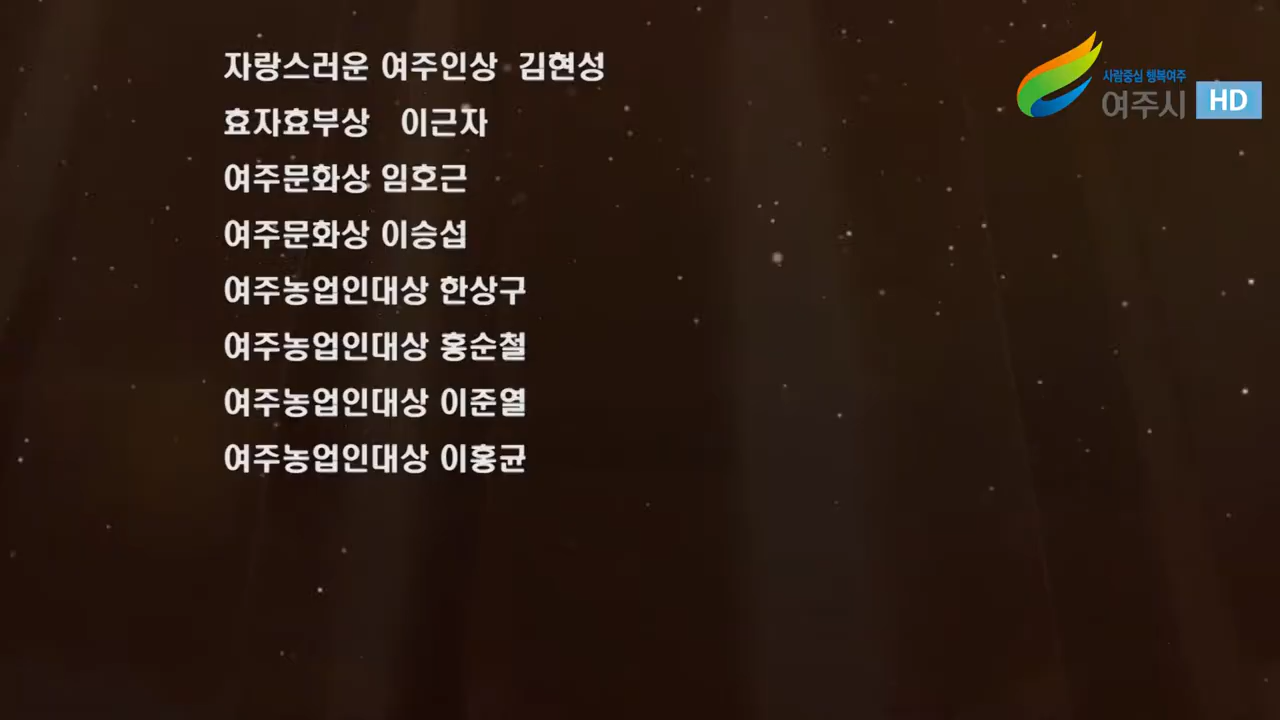 자랑스러운 여주인상 김현성
효자효부상 이근자
여주문화상 임호근
여주문화상 이승섭
여주농업인대상 한상구
여주농업인대상 홍순철
여주농업인대상 이준열
여주농업인대상 이홍균
사람중심 행복여주
여주시 HD